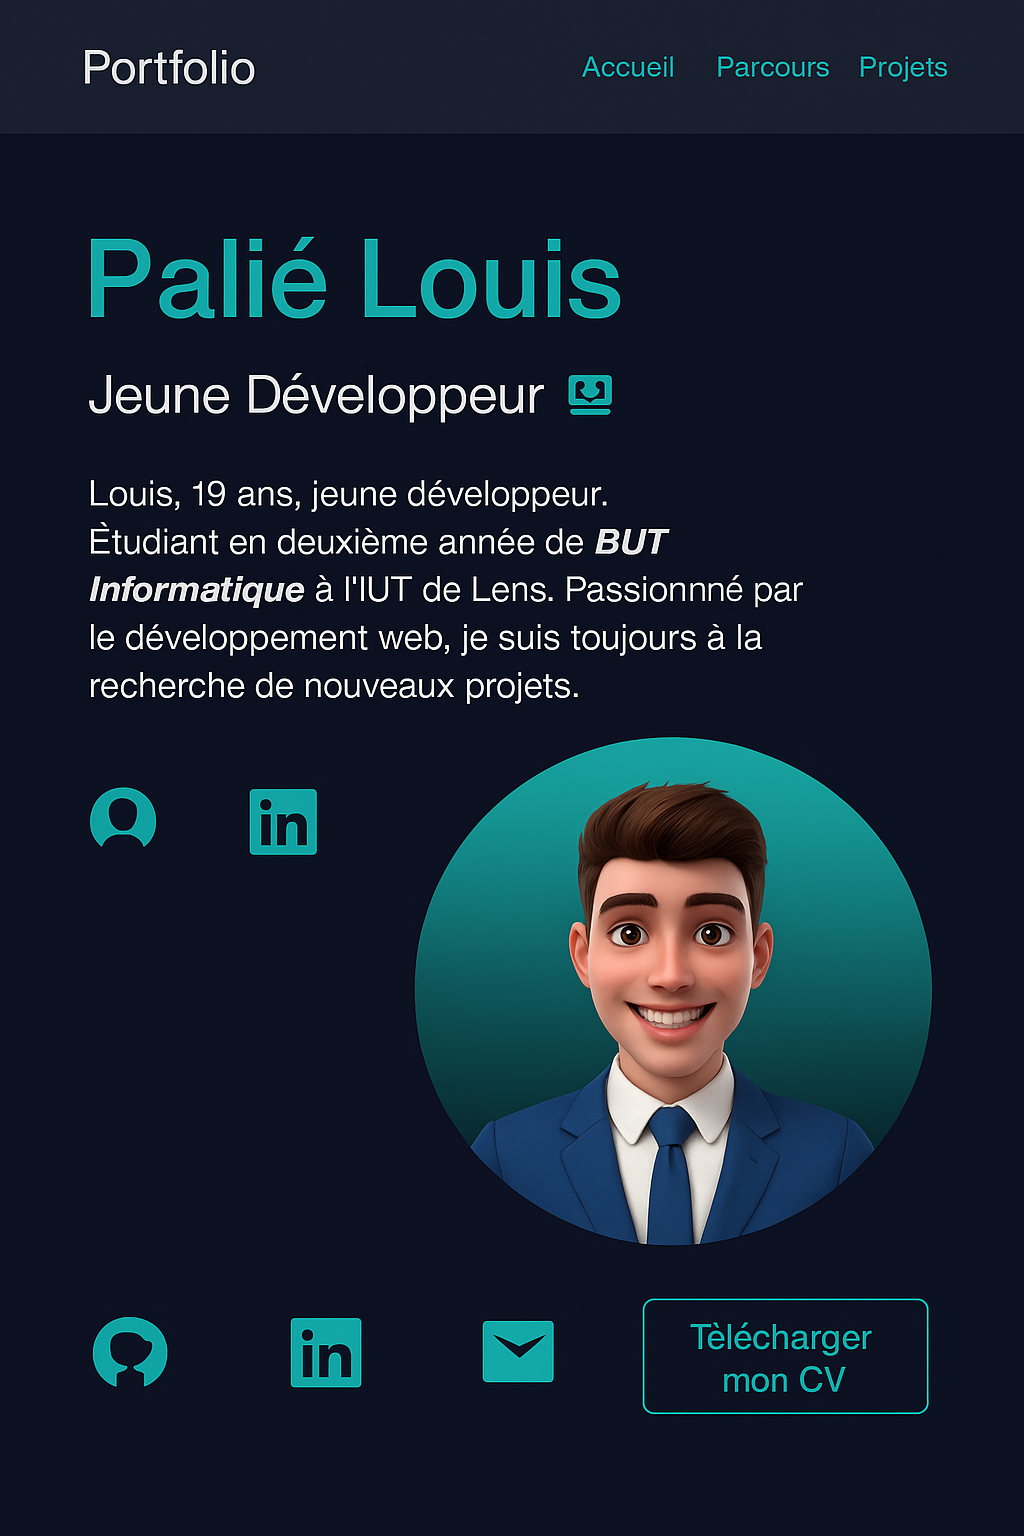 Portfolio
Accueil Parcours Projets
Palié Louis
Jeune Développeur
Louis, 19 ans, jeune développeur.
Ètudiant en deuxième année de BUT
Informatique à l'IUT de Lens. Passionnné par
le développement web, je suis toujours à la
recherche de nouveaux projets.
in
in
Tèlécharger
mon CV